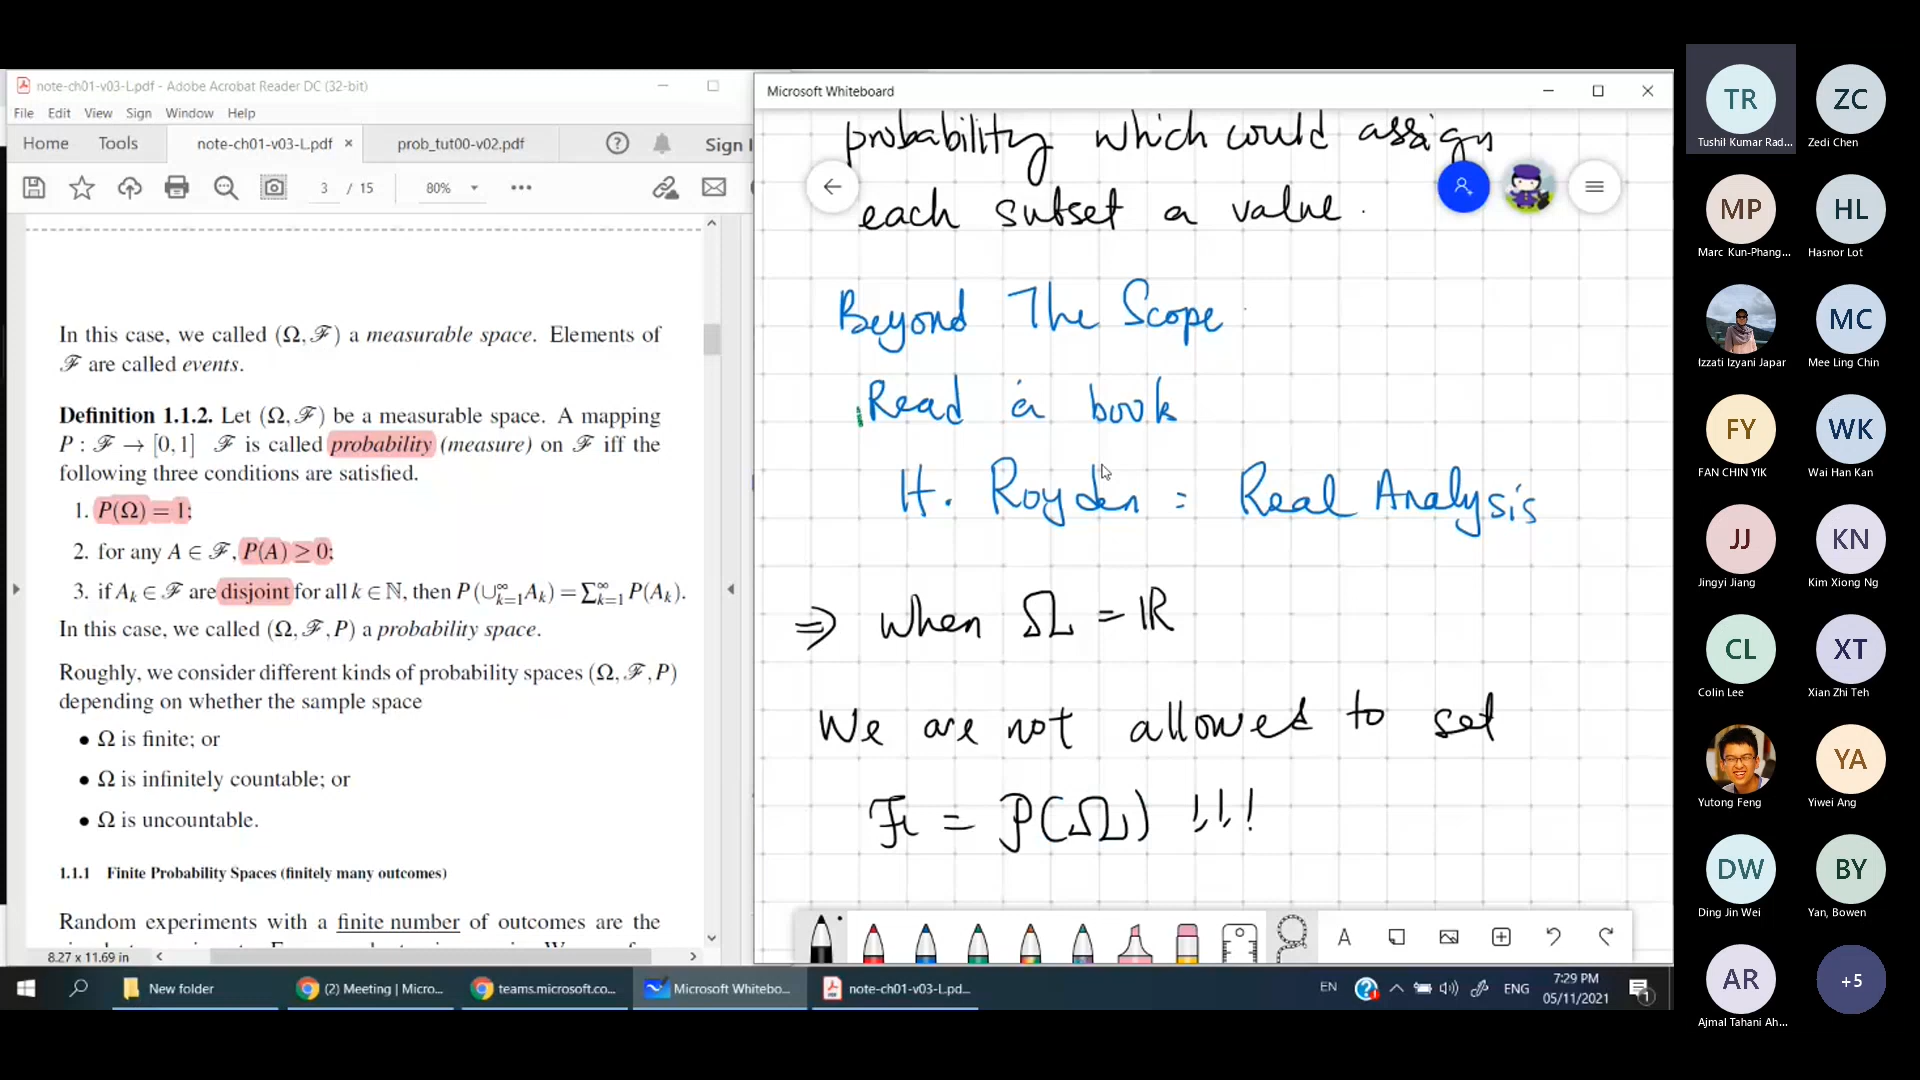 note-ch01-v03-L.pdf - Adobe Acrobat Reader DC (32-bit)
File Edit View Sign Window Help
Home Tools note-ch01-v03-L.pdf × prob_tut00-v02.pdf Sign I
3 / 15 80%
In this case, we called (Ω, ℱ) a measurable space. Elements of
ℱ are called events.
Definition 1.1.2. Let (Ω, ℱ) be a measurable space. A mapping
P : ℱ → [0, 1] ℱ is called probability (measure) on ℱ iff the
following three conditions are satisfied.
1. P(Ω) = 1;
2. for any A ∈ ℱ, P(A) ≥ 0;
3. if A_k ∈ ℱ are disjoint for all k ∈ ℕ, then P(∪_{k=1}^∞ A_k) = ∑_{k=1}^∞ P(A_k).
In this case, we called (Ω, ℱ, P) a probability space.
Roughly, we consider different kinds of probability spaces (Ω, ℱ, P)
depending on whether the sample space
• Ω is finite; or
• Ω is infinitely countable; or
• Ω is uncountable.
1.1.1 Finite Probability Spaces (finitely many outcomes)
Random experiments with a finite number of outcomes are the
8.27 x 11.69 in
Microsoft Whiteboard
probability which could assign
each subset a value.
Beyond The Scope
Read a book
H. Royden : Real Analysis
⇒ when Ω = ℝ
We are not allowed to set
ℱ = P(Ω) !!!
A
New folder (2) Meeting | Micro... teams.microsoft.co... Microsoft Whitebo... note-ch01-v03-L.pd...
EN ENG 7:29 PM
05/11/2021
1
TR ZC
Tushil Kumar Rad... Zedi Chen
MP HL
Marc Kun-Phang... Hasnor Lot
MC
Izzati Izyani Japar Mee Ling Chin
FY WK
FAN CHIN YIK Wai Han Kan
JJ KN
Jingyi Jiang Kim Xiong Ng
CL XT
Colin Lee Xian Zhi Teh
YA
Yutong Feng Yiwei Ang
DW BY
Ding Jin Wei Yan, Bowen
AR +5
Ajmal Tahani Ah...